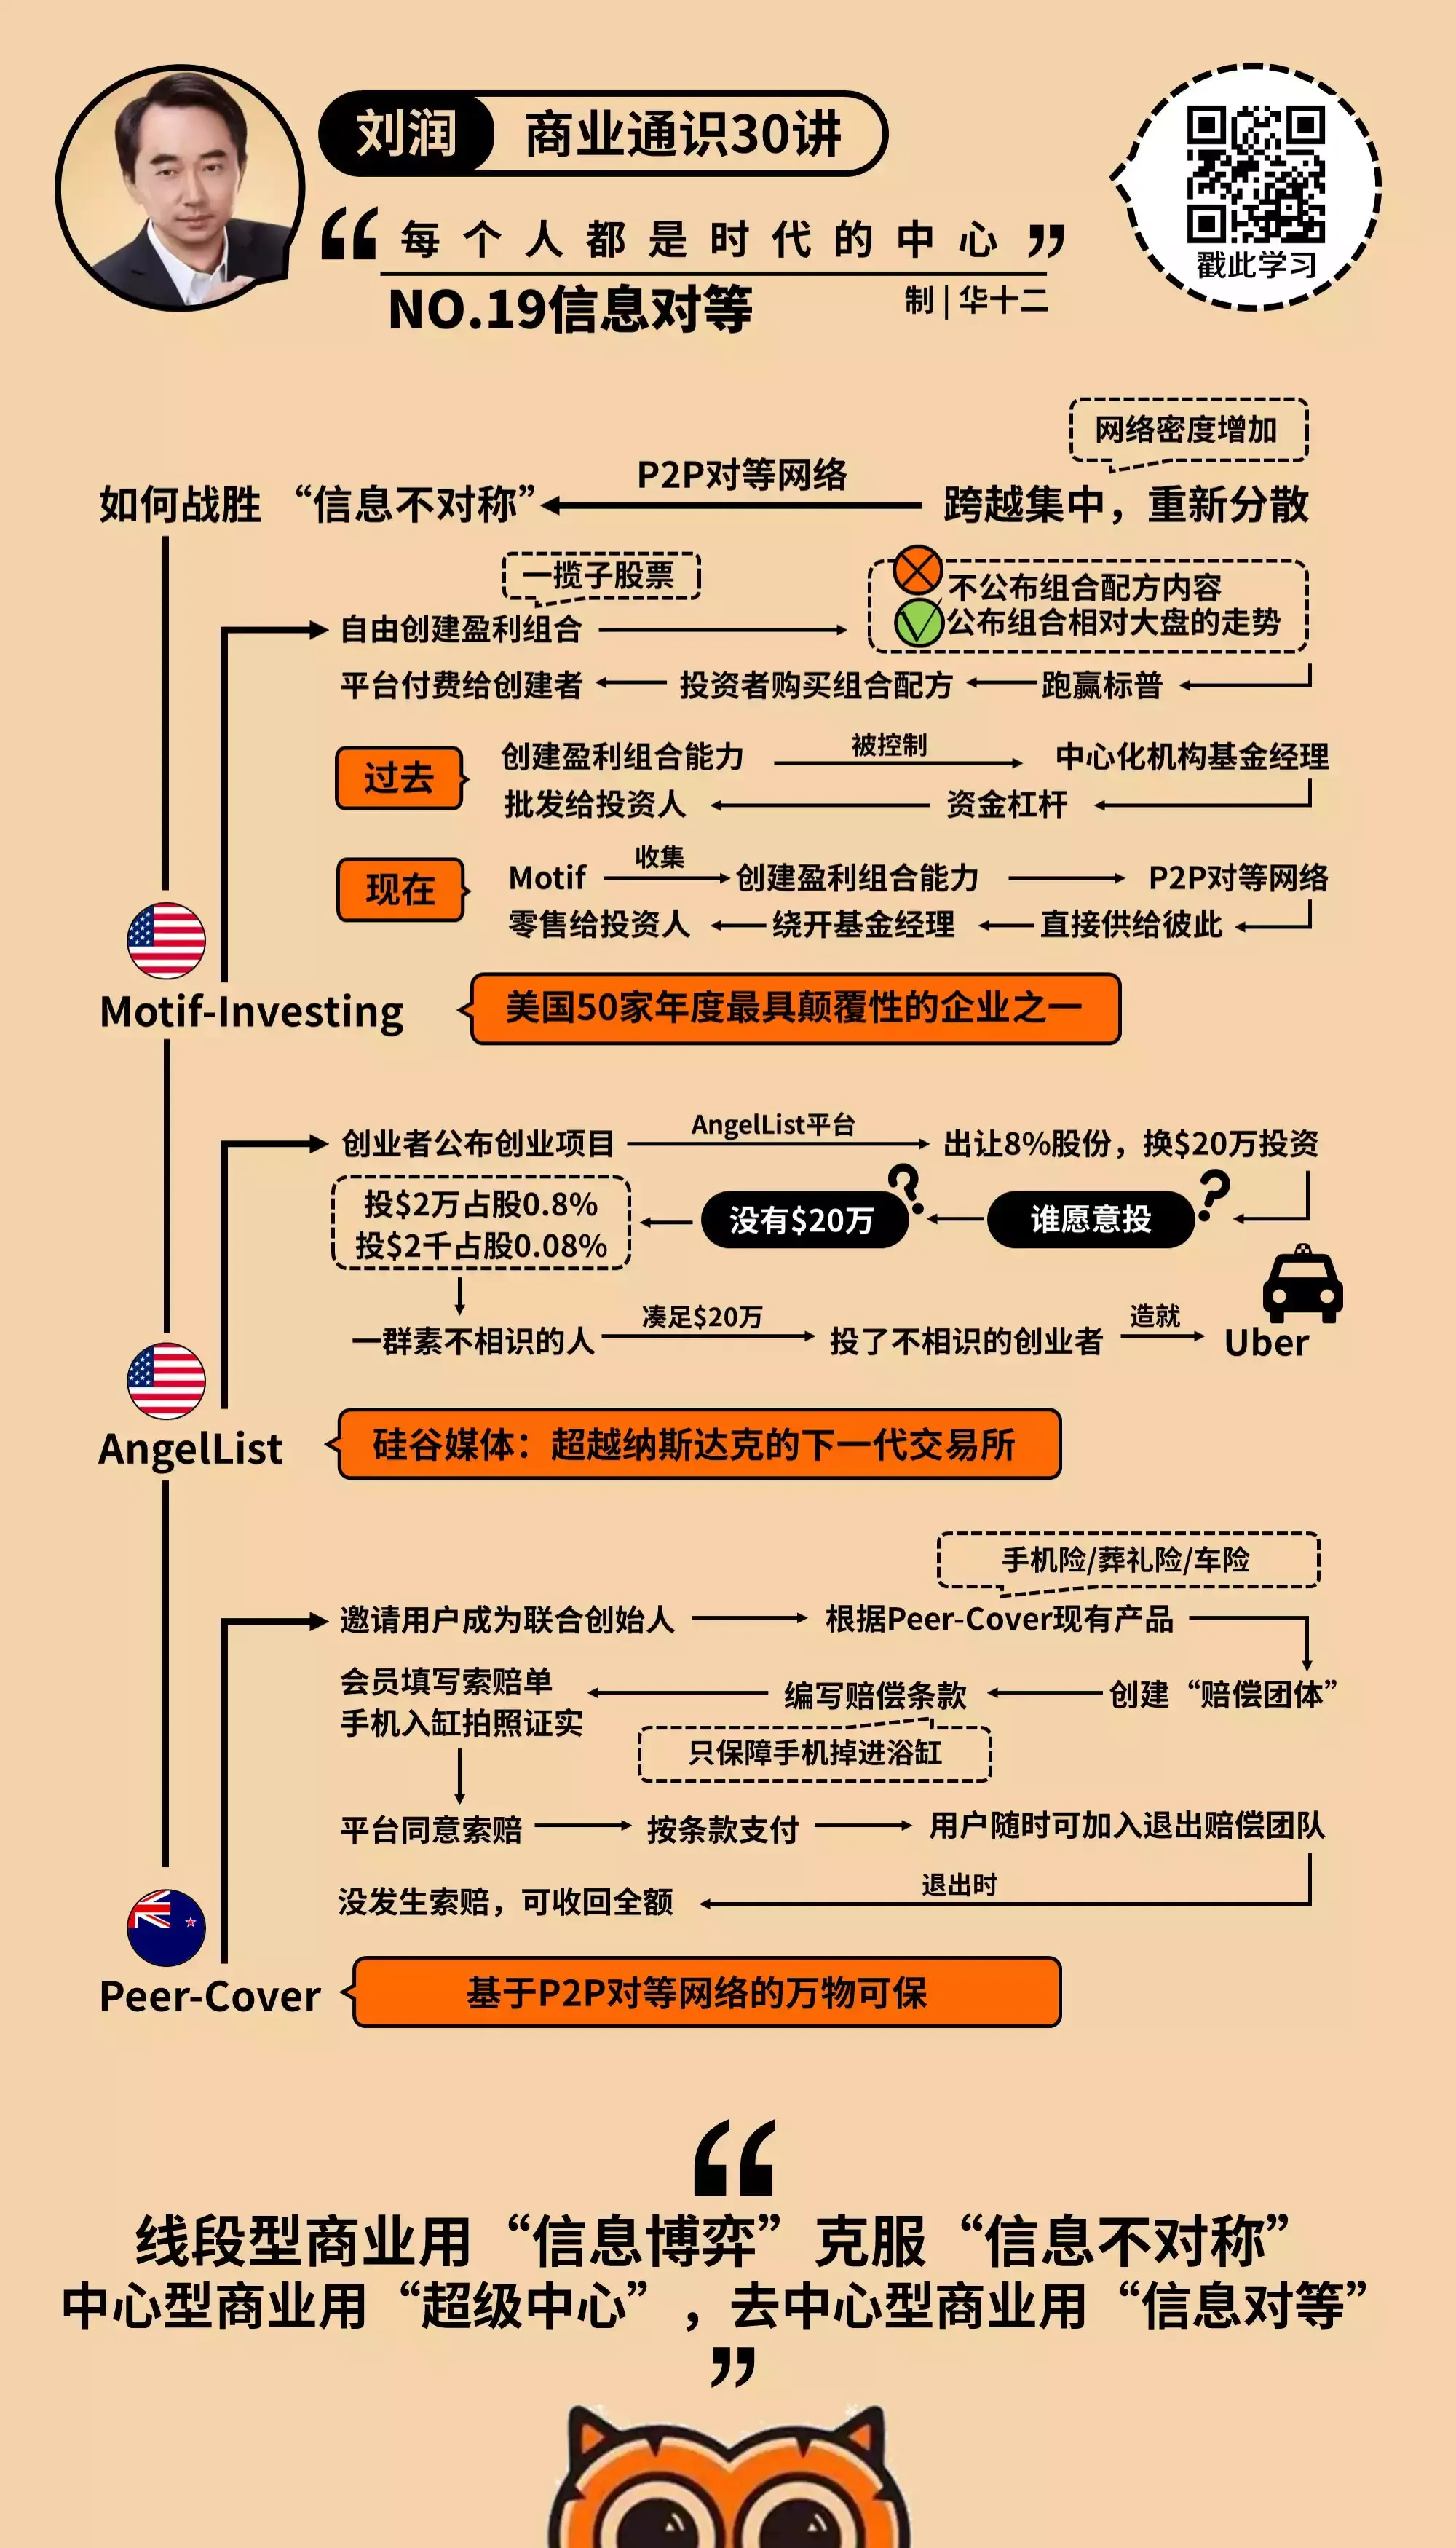 刘润 商业通识30讲
“每个人都是时代的中心”
NO.19信息对等
制 | 华十二
戳此学习
网络密度增加
如何战胜“信息不对称”
P2P对等网络
跨越集中，重新分散
一揽子股票
不公布组合配方内容
公布组合相对大盘的走势
自由创建盈利组合
平台付费给创建者
投资者购买组合配方
跑赢标普
过去
创建盈利组合能力
被控制
中心化机构基金经理
批发给投资人
资金杠杆
现在
Motif
收集
创建盈利组合能力
P2P对等网络
零售给投资人
绕开基金经理
直接供给彼此
Motif-Investing
美国50家年度最具颠覆性的企业之一
创业者公布创业项目
AngelList平台
出让8%股份，换$20万投资
投$2万占股0.8%
投$2千占股0.08%
没有$20万?
谁愿意投?
一群素不相识的人
凑足$20万
投了不相识的创业者
造就
Uber
AngelList
硅谷媒体：超越纳斯达克的下一代交易所
手机险/葬礼险/车险
邀请用户成为联合创始人
根据Peer-Cover现有产品
会员填写索赔单
手机入缸拍照证实
编写赔偿条款
创建“赔偿团体”
只保障手机掉进浴缸
平台同意索赔
按条款支付
用户随时可加入退出赔偿团队
没发生索赔，可收回全额
退出时
Peer-Cover
基于P2P对等网络的万物可保
“
线段型商业用“信息博弈”克服“信息不对称”
中心型商业用“超级中心”，去中心型商业用“信息对等”
”